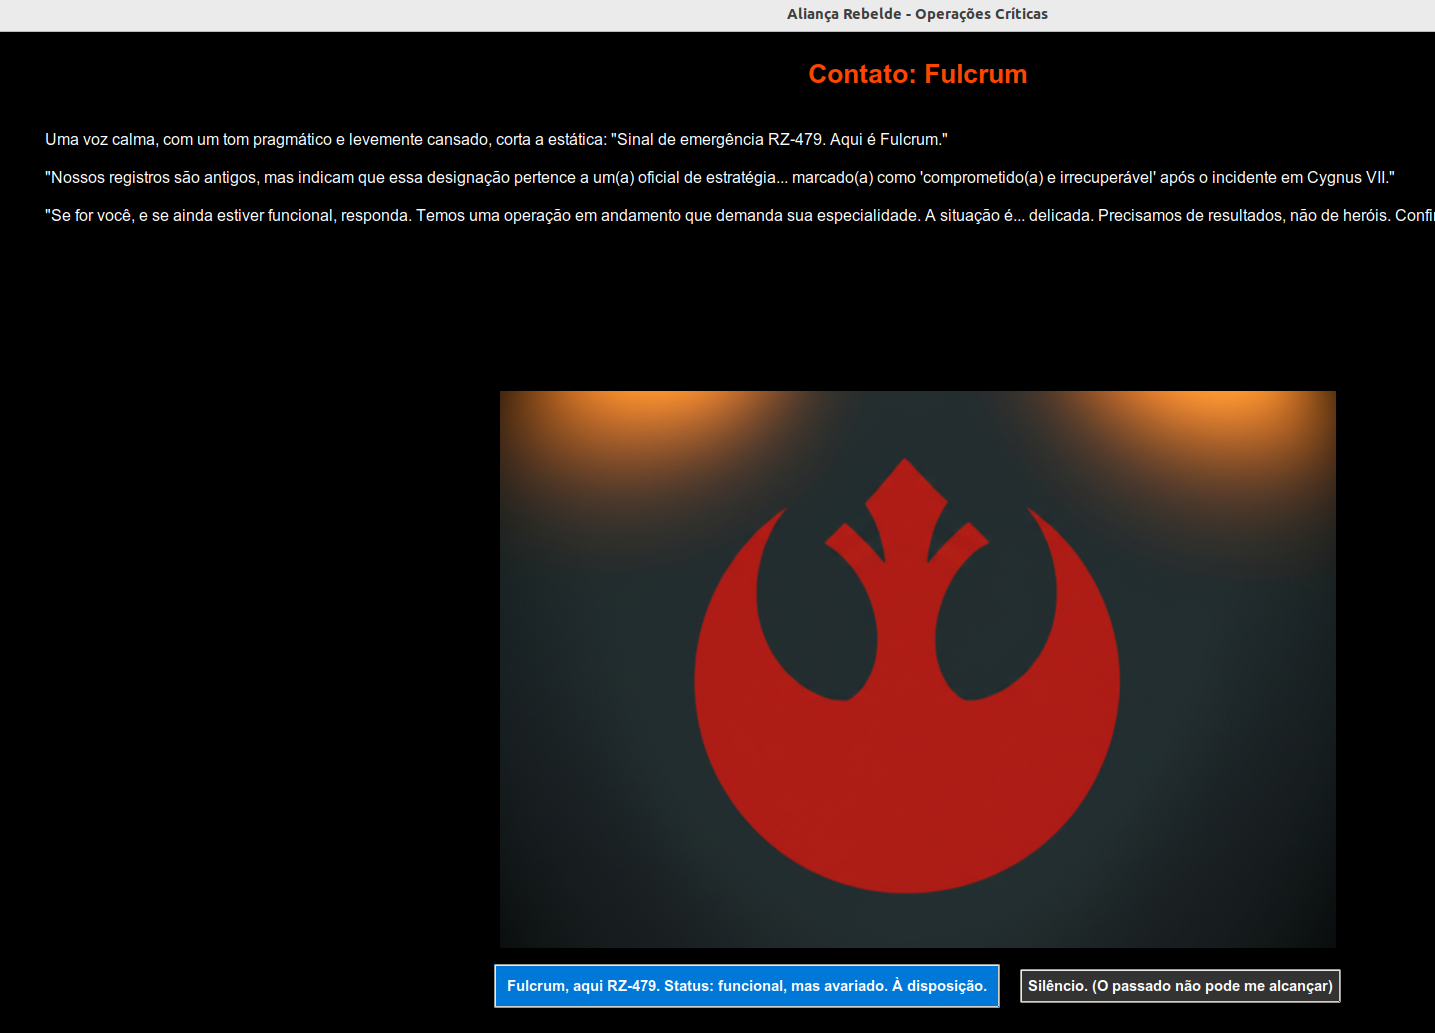 Aliança Rebelde - Operações Críticas
Contato: Fulcrum
Uma voz calma, com um tom pragmático e levemente cansado, corta a estática: "Sinal de emergência RZ-479. Aqui é Fulcrum."
"Nossos registros são antigos, mas indicam que essa designação pertence a um(a) oficial de estratégia... marcado(a) como 'comprometido(a) e irrecuperável' após o incidente em Cygnus VII."
"Se for você, e se ainda estiver funcional, responda. Temos uma operação em andamento que demanda sua especialidade. A situação é... delicada. Precisamos de resultados, não de heróis.
Fulcrum, aqui RZ-479. Status: funcional, mas avariado. À disposição.
Silêncio. (O passado não pode me alcançar)